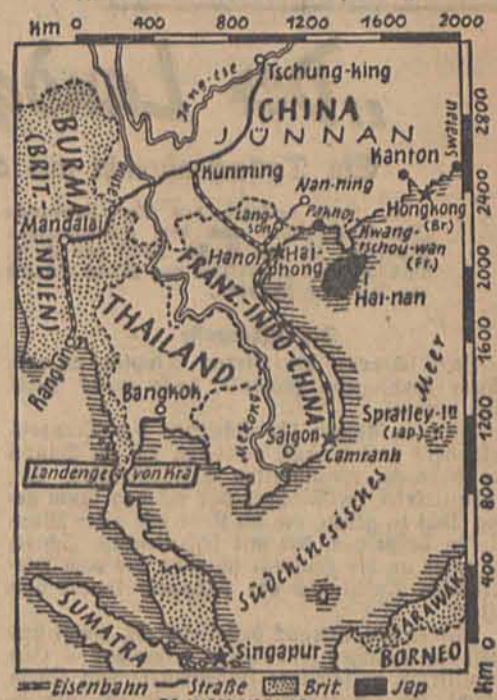 km 0 400 800 1200 1600 2000
Tschung-king
Jang-tse
CHINA
JÜNNAN
Swatau
Kanton
Kunming
Nan-ning
BURMA
(BRIT-INDIEN)
Lashio
Lang-son
Pakhoi
Hongkong
(Br)
Mandalai
Kwang-
tschou-wan
(Fr.)
Hanoi
Hai-
phong
Hai-nan
FRANZ-INDO-CHINA
THAILAND
Rangun
Bangkok
Mekong
Meer
Spratley-In
(Jap.)
Saigon
Camranh
Landenge von Kra
Südchinesisches
SUMATRA
Singapur
SARAWAK
BORNEO
2800
2400
2000
1600
1200
800
400
0
km
Eisenbahn Straße Brit. Jap